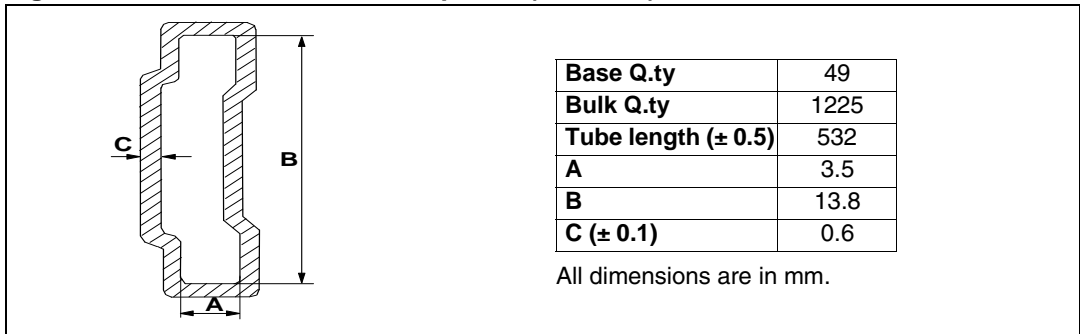 C
B
A
Base Q.ty 49
Bulk Q.ty 1225
Tube length (± 0.5) 532
A 3.5
B 13.8
C (± 0.1) 0.6
All dimensions are in mm.